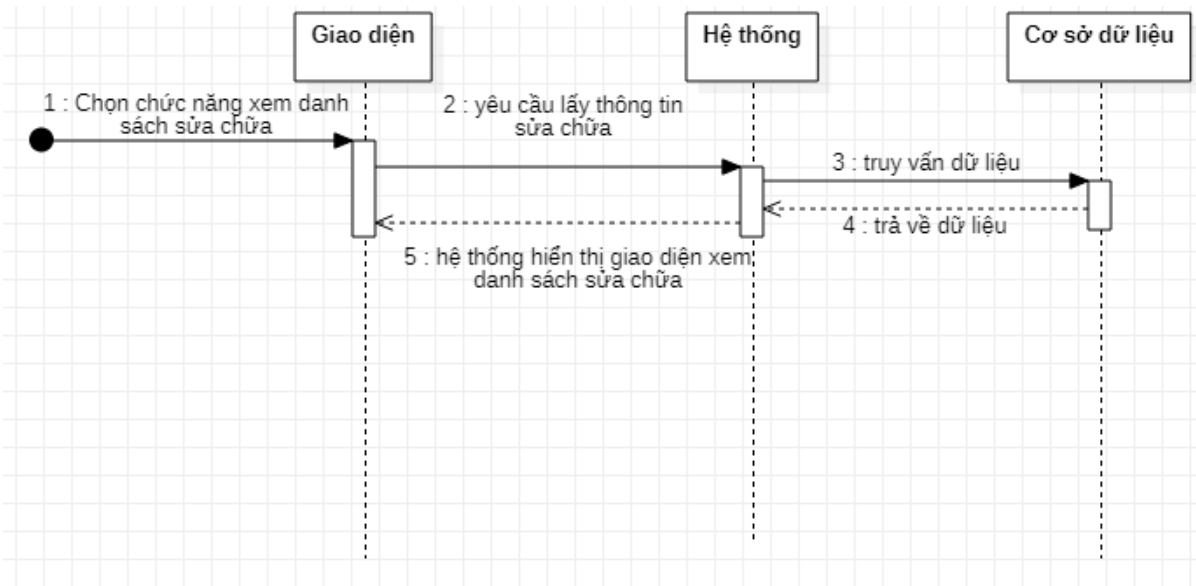 Giao diện
Hệ thống
Cơ sở dữ liệu
1 : Chọn chức năng xem danh
sách sửa chữa
2 : yêu cầu lấy thông tin
sửa chữa
3 : truy vấn dữ liệu
4 : trả về dữ liệu
5 : hệ thống hiển thị giao diện xem
danh sách sửa chữa